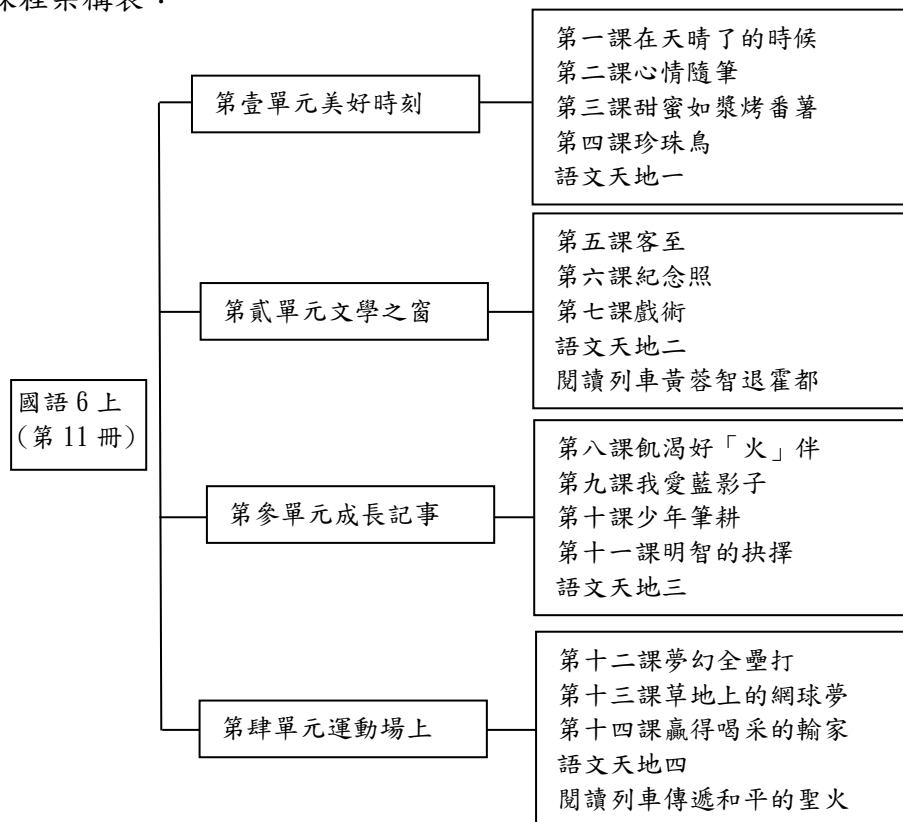 課程架構表：
國語6上
（第11冊）
第壹單元美好時刻
第一課在天晴了的時候
第二課心情隨筆
第三課甜蜜如漿烤番薯
第四課珍珠鳥
語文天地一
第貳單元文學之窗
第五課客至
第六課紀念照
第七課戲術
語文天地二
閱讀列車黃蓉智退霍都
第參單元成長記事
第八課飢渴好「火」伴
第九課我愛藍影子
第十課少年筆耕
第十一課明智的抉擇
語文天地三
第肆單元運動場上
第十二課夢幻全壘打
第十三課草地上的網球夢
第十四課贏得喝采的輸家
語文天地四
閱讀列車傳遞和平的聖火